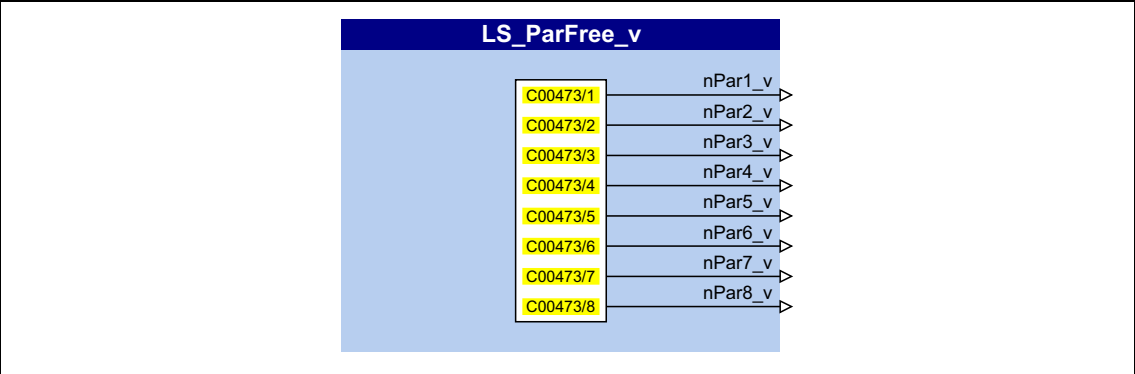 LS_ParFree_v
C00473/1 nPar1_v
C00473/2 nPar2_v
C00473/3 nPar3_v
C00473/4 nPar4_v
C00473/5 nPar5_v
C00473/6 nPar6_v
C00473/7 nPar7_v
C00473/8 nPar8_v